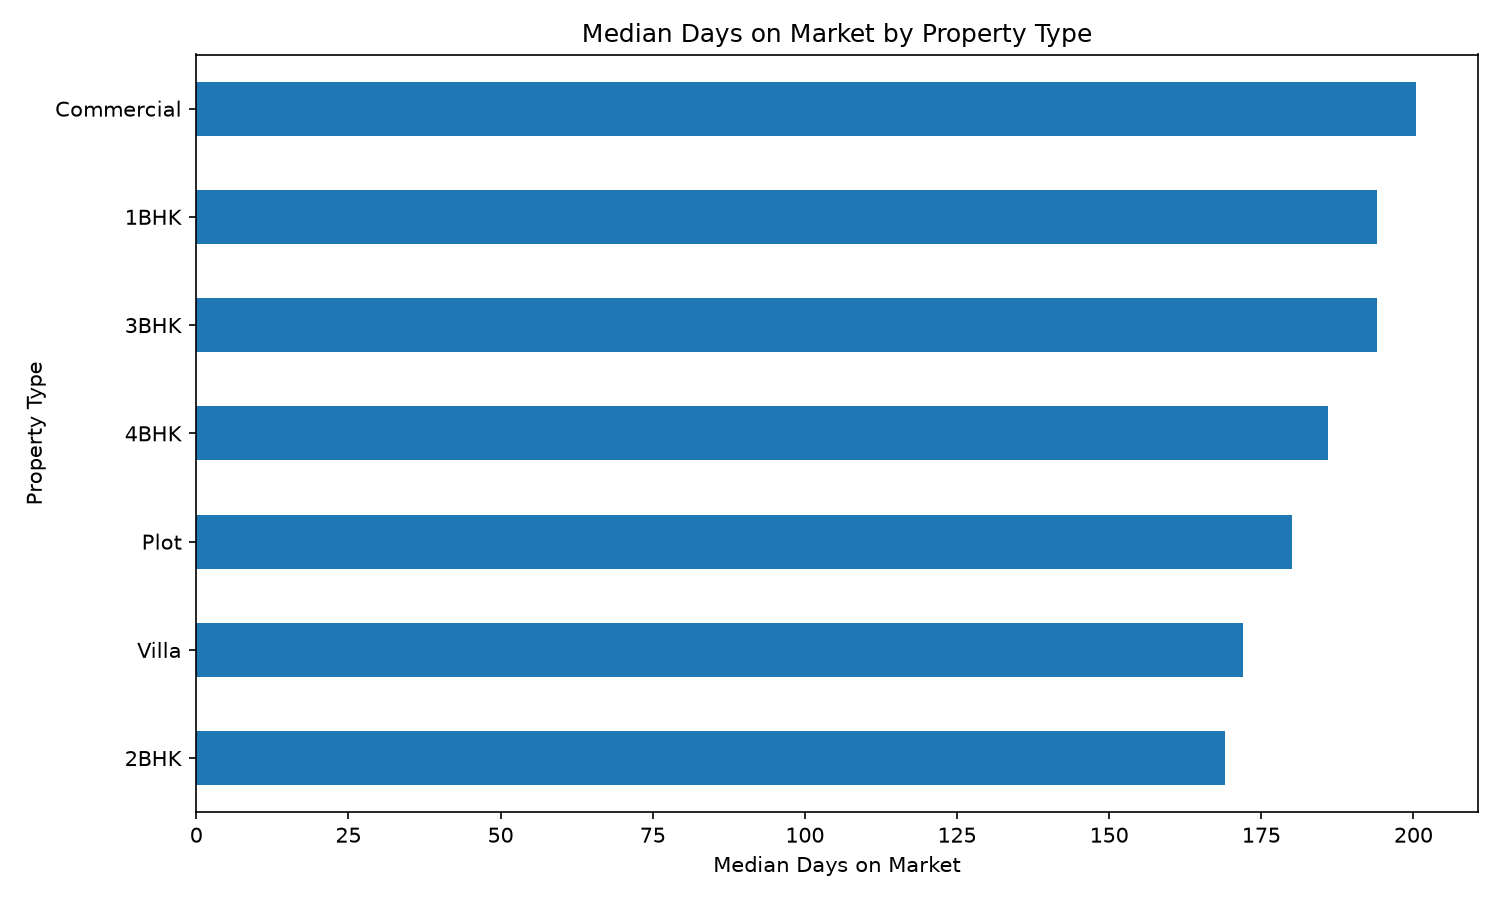 Median Days on Market by Property Type
Commercial
1BHK
3BHK
4BHK
Plot
Villa
2BHK
Property Type
0 25 50 75 100 125 150 175 200
Median Days on Market